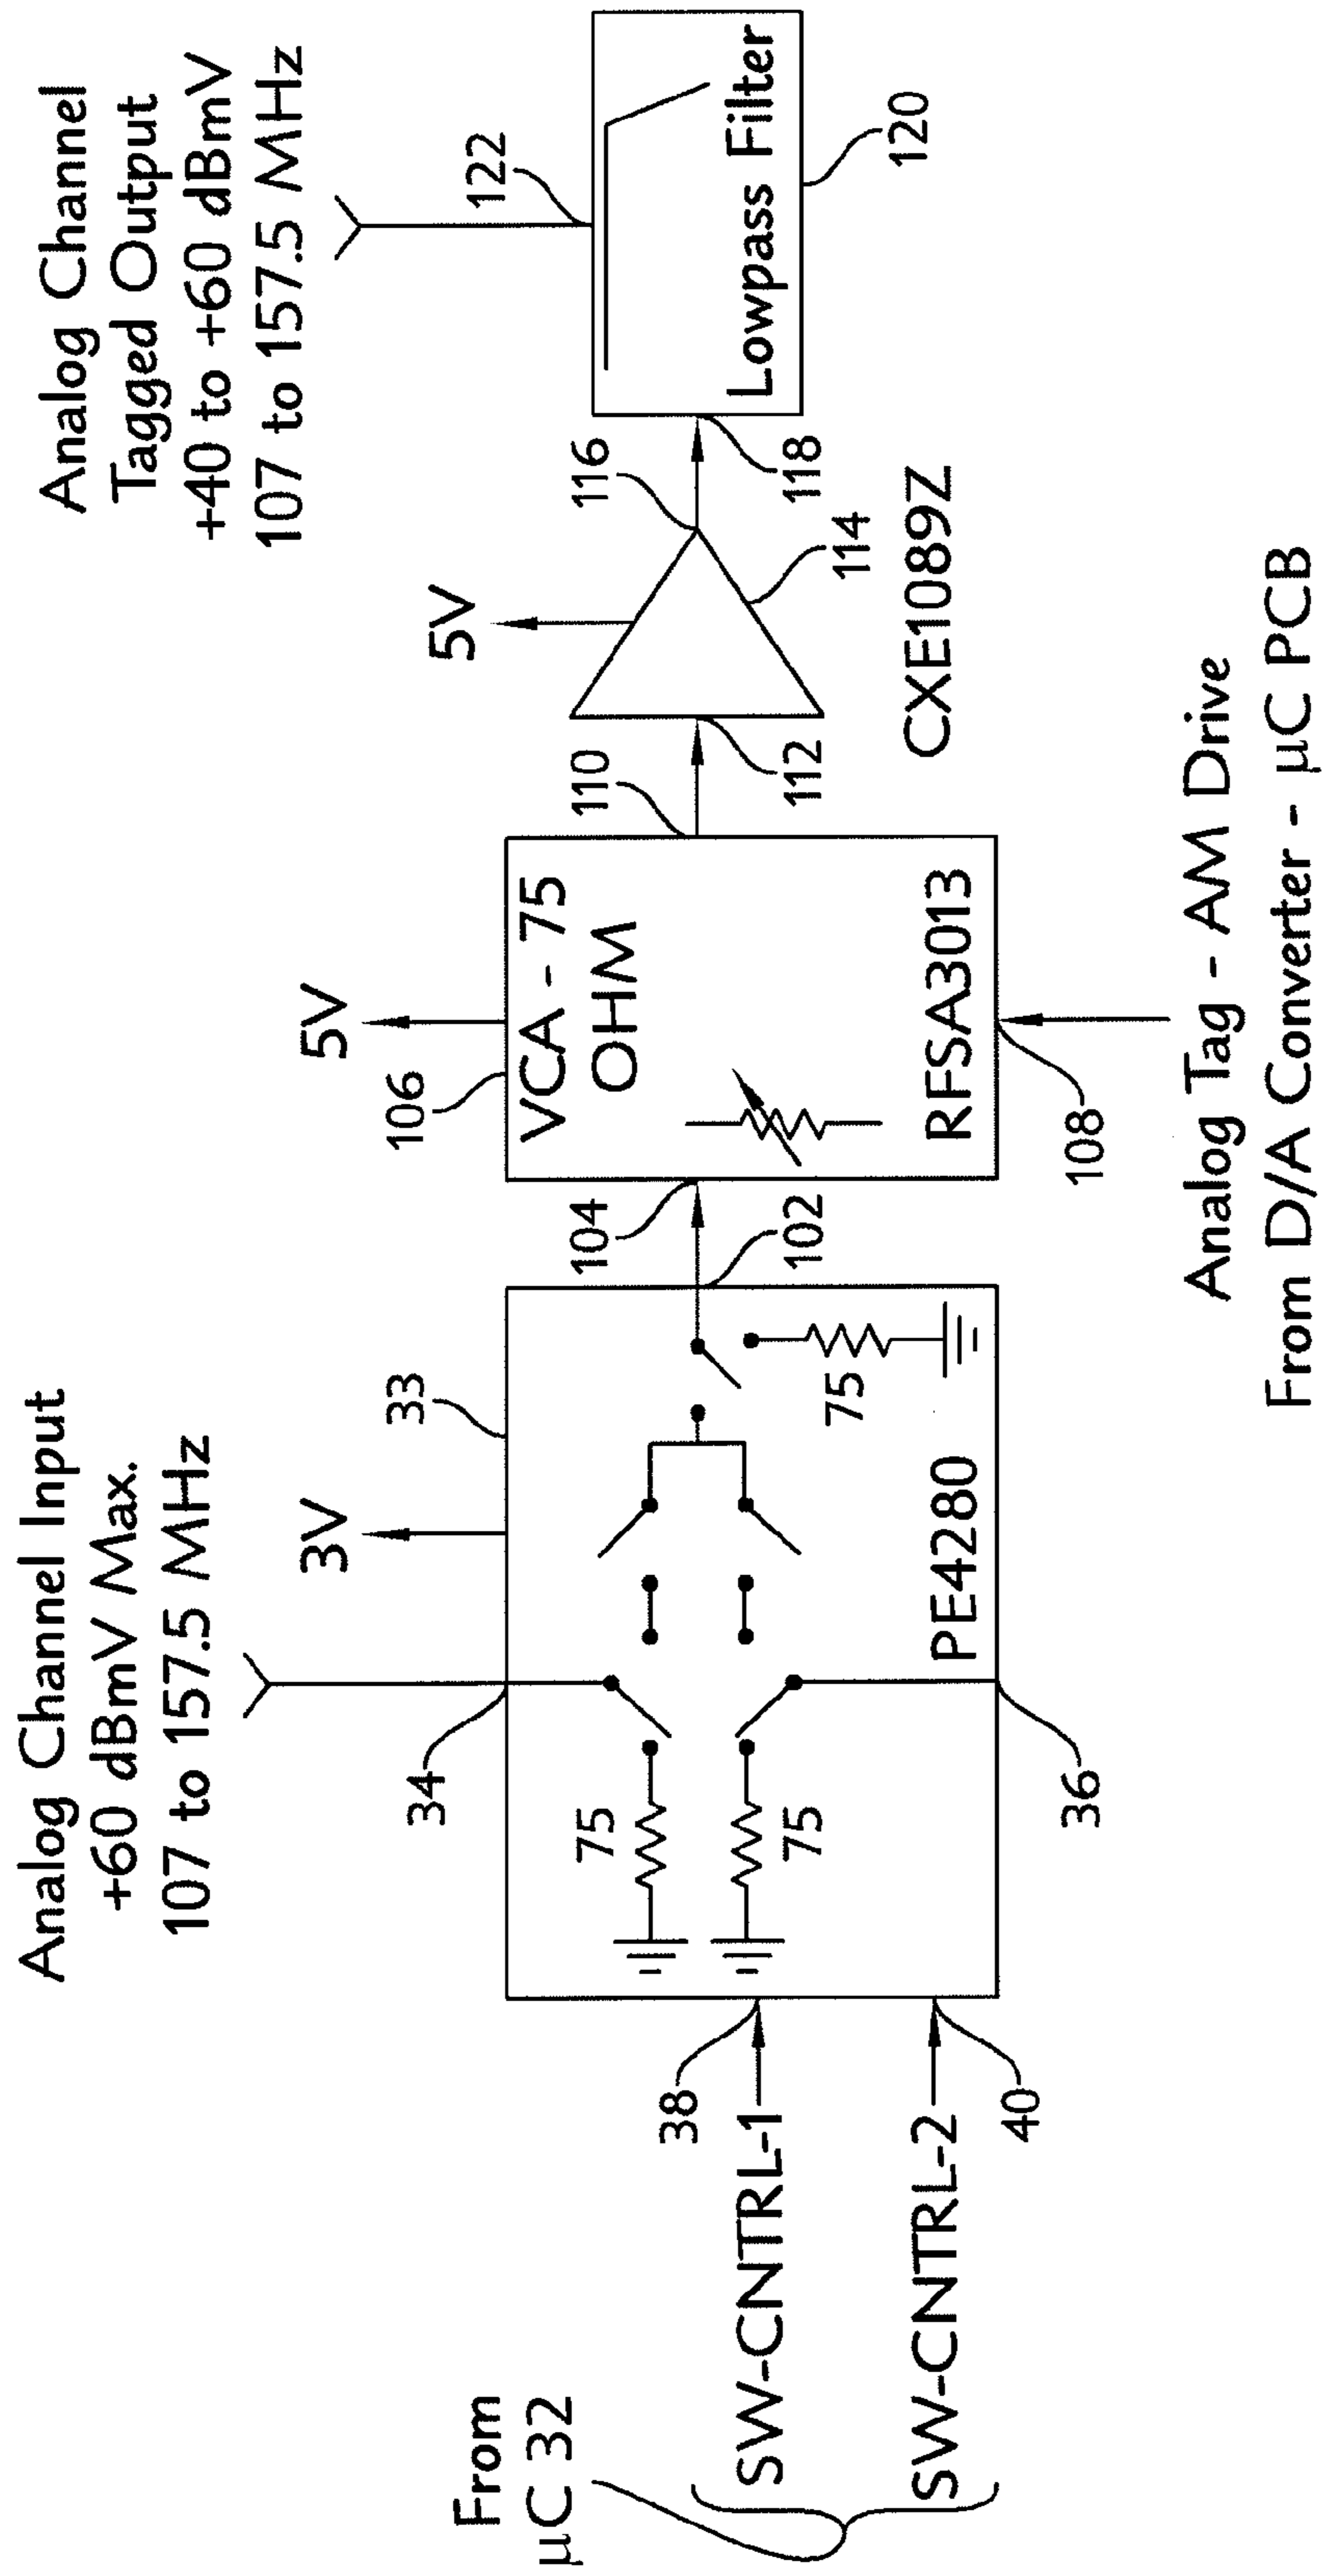 Analog Channel Input
+60 dBmV Max.
107 to 157.5 MHz
Analog Channel
Tagged Output
+40 to +60 dBmV
107 to 157.5 MHz
From
μC 32
SW-CNTRL-1
SW-CNTRL-2
38
40
34
36
3V
33
75
75
75
PE4280
102
104
5V
106
VCA - 75
OHM
RFSA3013
108
110
112
5V
114
116
CXE1089Z
118
122
Lowpass Filter
120
Analog Tag - AM Drive
From D/A Converter - μC PCB